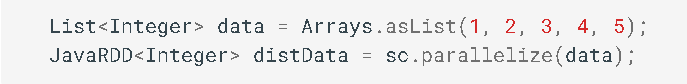 List<Integer> data = Arrays.asList(1, 2, 3, 4, 5);
JavaRDD<Integer> distData = sc.parallelize(data);